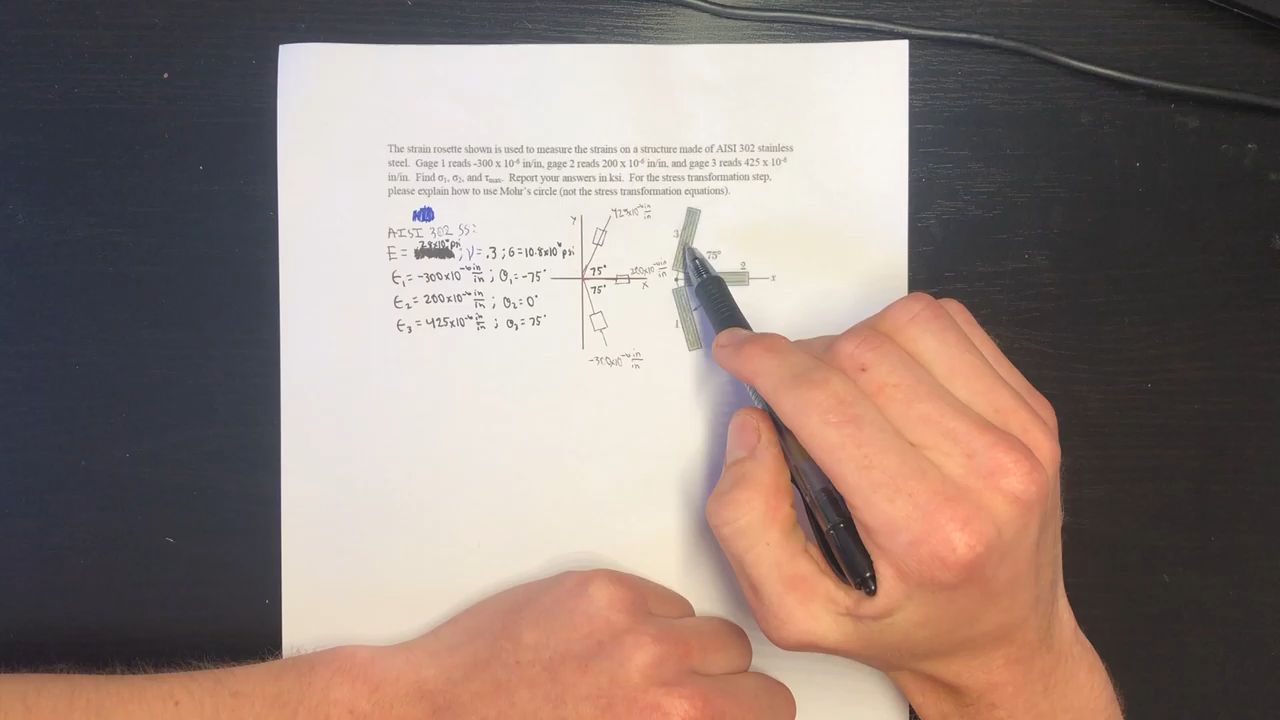 The strain rosette shown is used to measure the strains on a structure made of AISI 302 stainless
steel. Gage 1 reads -300 x 10⁻⁶ in/in, gage 2 reads 200 x 10⁻⁶ in/in, and gage 3 reads 425 x 10⁻⁶
in/in. Find σ₁, σ₂, and τmax. Report your answers in ksi. For the stress transformation step,
please explain how to use Mohr's circle (not the stress transformation equations).
AISI 302 SS:
E = 28x10⁶ psi ; ν = .3 ; G = 10.8x10⁶ psi
ϵ₁ = -300x10⁻⁶ in/in ; θ₁ = -75°
ϵ₂ = 200x10⁻⁶ in/in ; θ₂ = 0°
ϵ₃ = 425x10⁻⁶ in/in ; θ₃ = 75°
y
425x10⁻⁶ in/in
75°
200x10⁻⁶ in/in
x
75°
-300x10⁻⁶ in/in
3
75°
2
x
1